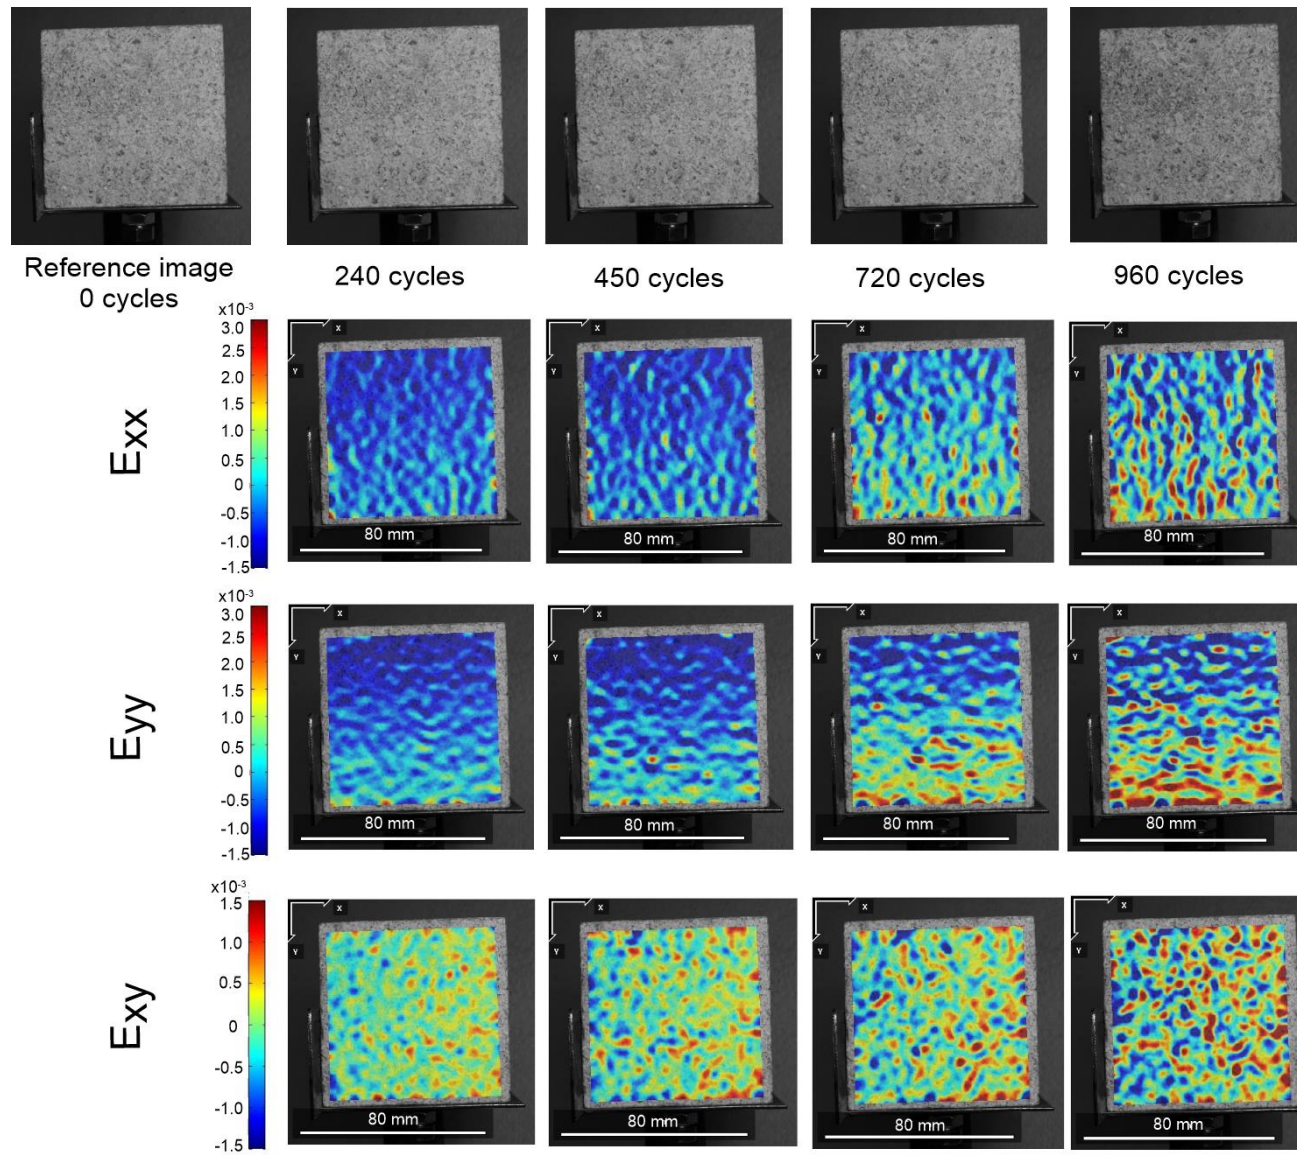 Reference image
0 cycles
240 cycles
450 cycles
720 cycles
960 cycles
Exx
x10-3
3.0
2.5
2.0
1.5
1.0
0.5
0
-0.5
-1.0
-1.5
X
Y
80 mm
X
Y
80 mm
X
Y
80 mm
X
Y
80 mm
Eyy
x10-3
3.0
2.5
2.0
1.5
1.0
0.5
0
-0.5
-1.0
-1.5
X
Y
80 mm
X
Y
80 mm
X
Y
80 mm
X
Y
80 mm
Exy
x10-3
1.5
1.0
0.5
0
-0.5
-1.0
-1.5
X
Y
80 mm
X
Y
80 mm
X
Y
80 mm
X
Y
80 mm